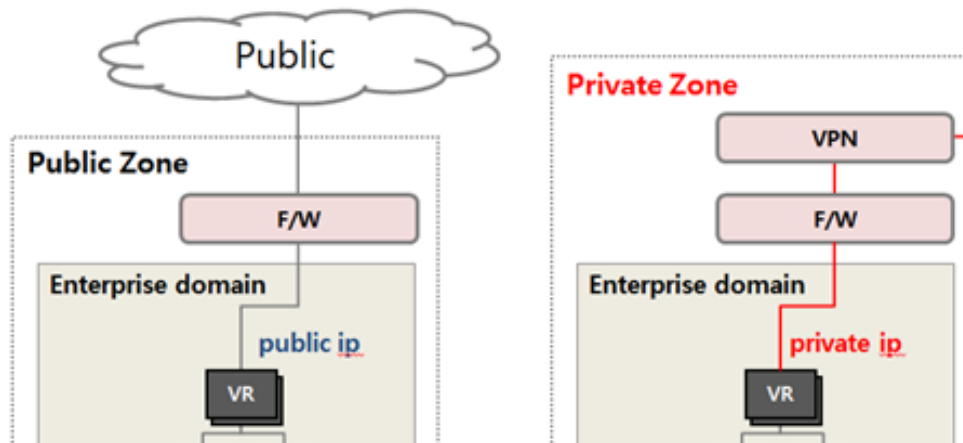 Public
Public Zone
F/W
Enterprise domain
public ip
VR
Private Zone
VPN
F/W
Enterprise domain
private ip
VR